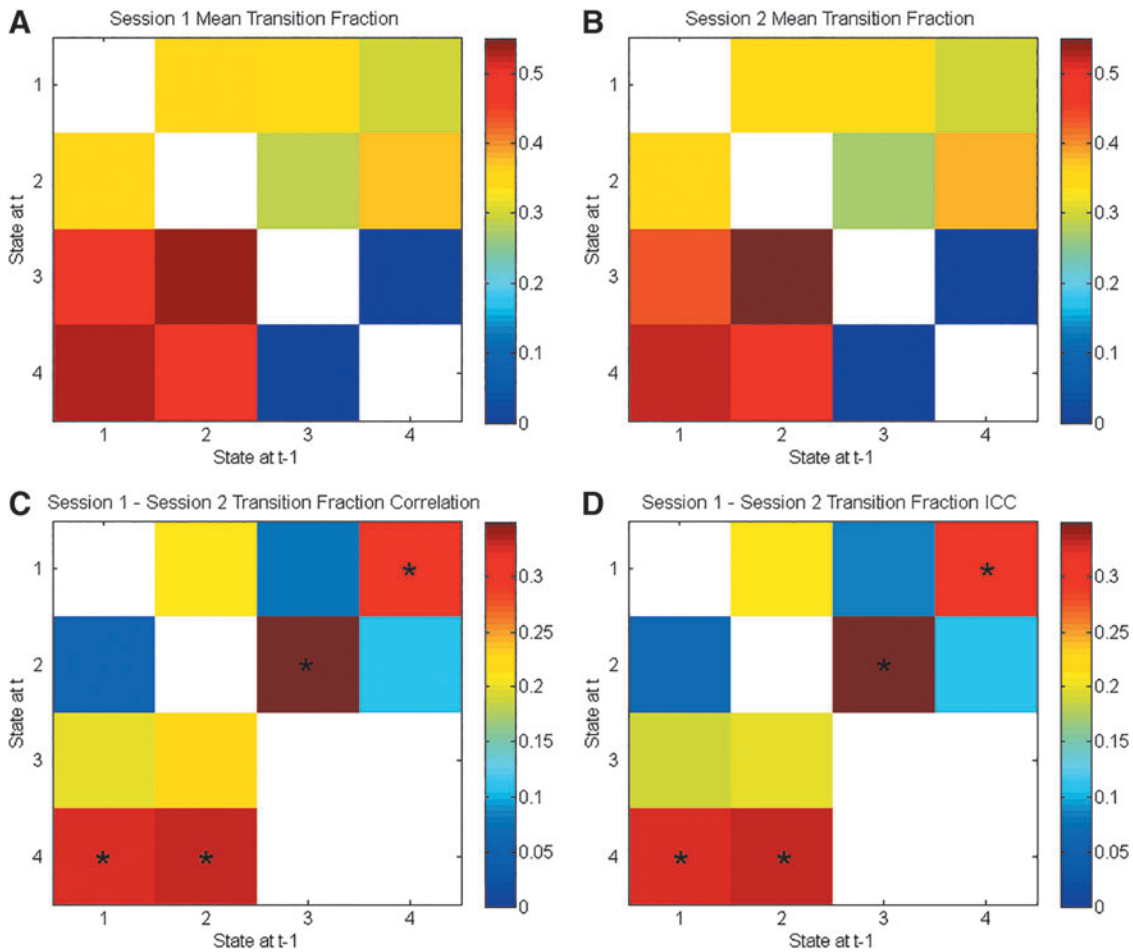 A
Session 1 Mean Transition Fraction
State at t
1
2
3
4
1 2 3 4
State at t-1
0.5
0.4
0.3
0.2
0.1
0
B
Session 2 Mean Transition Fraction
State at t
1
2
3
4
1 2 3 4
State at t-1
0.5
0.4
0.3
0.2
0.1
0
C
Session 1 - Session 2 Transition Fraction Correlation
State at t
1
2
3
4
*
*
* *
1 2 3 4
State at t-1
0.3
0.25
0.2
0.15
0.1
0.05
0
D
Session 1 - Session 2 Transition Fraction ICC
State at t
1
2
3
4
*
*
* *
1 2 3 4
State at t-1
0.3
0.25
0.2
0.15
0.1
0.05
0